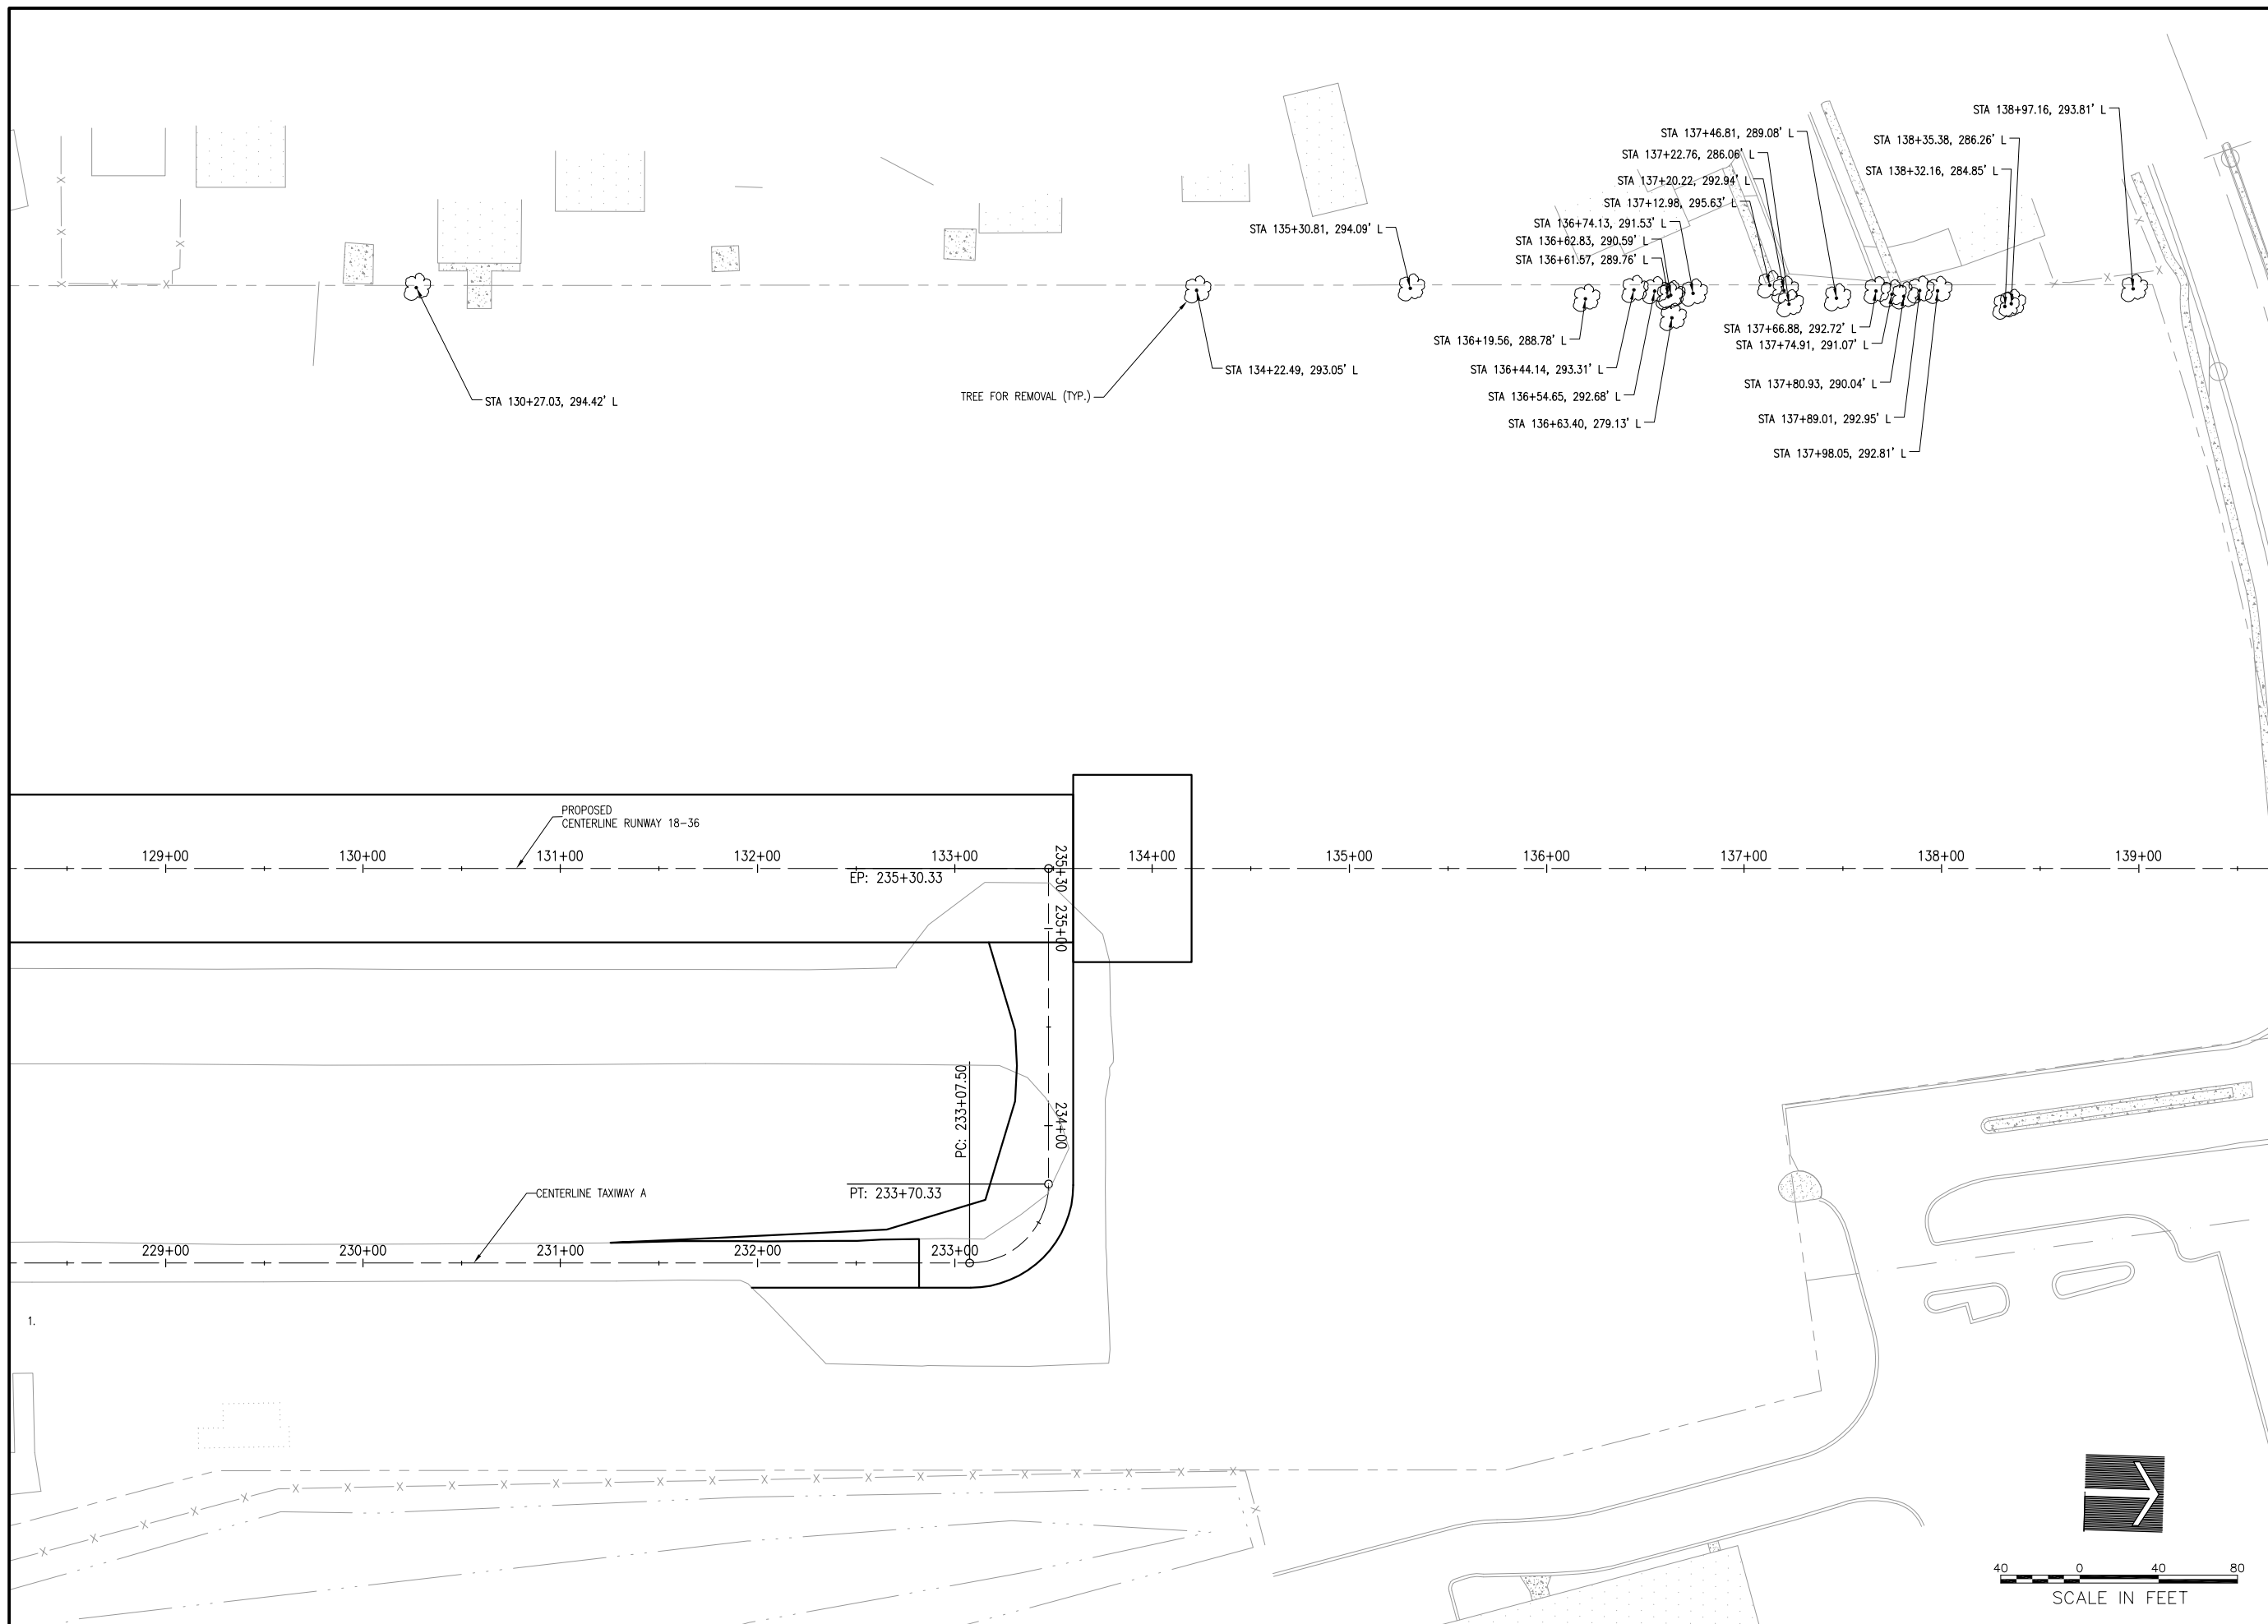 STA 138+97.16, 293.81' L
STA 137+46.81, 289.08' L
STA 138+35.38, 286.26' L
STA 137+22.76, 286.06' L
STA 138+32.16, 284.85' L
STA 137+20.22, 292.94' L
STA 137+12.98, 295.63' L
STA 136+74.13, 291.53' L
STA 135+30.81, 294.09' L
STA 136+62.83, 290.59' L
STA 136+61.57, 289.76' L
STA 137+66.88, 292.72' L
STA 136+19.56, 288.78' L
STA 137+74.91, 291.07' L
STA 134+22.49, 293.05' L
STA 136+44.14, 293.31' L
STA 137+80.93, 290.04' L
STA 130+27.03, 294.42' L
TREE FOR REMOVAL (TYP.)
STA 136+54.65, 292.68' L
STA 137+89.01, 292.95' L
STA 136+63.40, 279.13' L
STA 137+98.05, 292.81' L
PROPOSED
CENTERLINE RUNWAY 18-36
129+00
130+00
131+00
132+00
133+00
134+00
135+00
136+00
137+00
138+00
139+00
EP: 235+30.33
235+30
235+00
234+00
PC: 233+07.50
PT: 233+70.33
CENTERLINE TAXIWAY A
229+00
230+00
231+00
232+00
233+00
1.
40 0 40 80
SCALE IN FEET